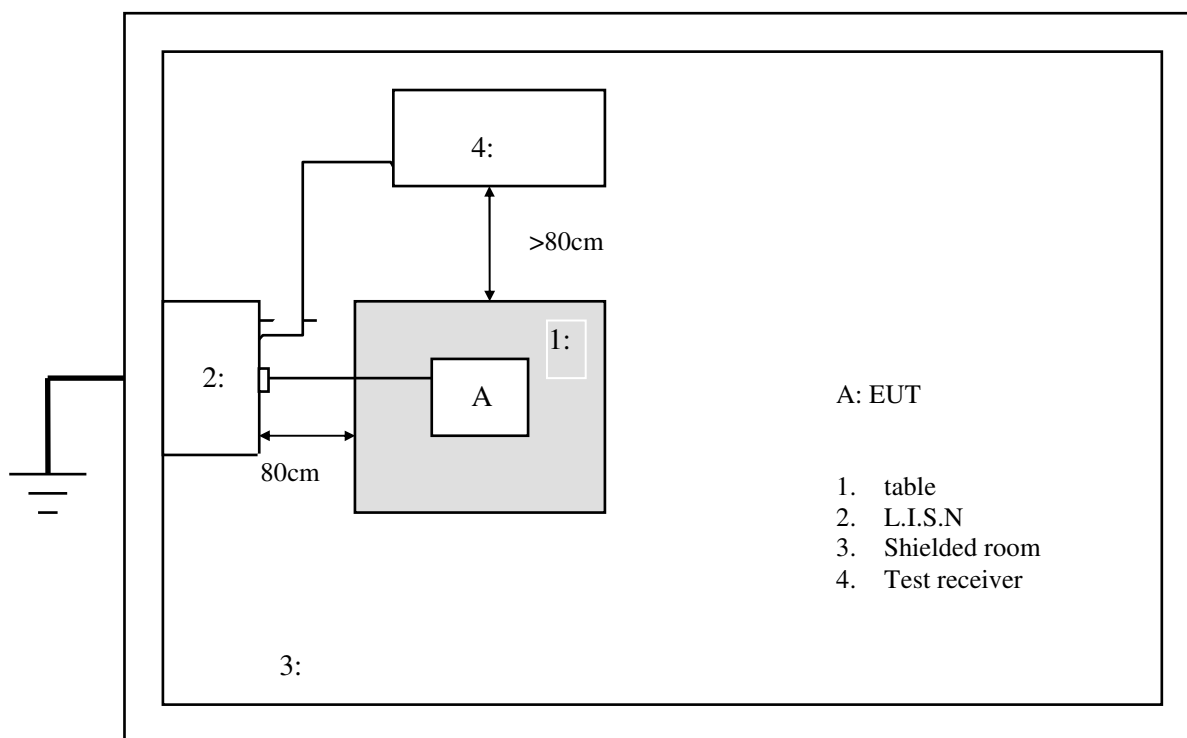 4:
>80cm
1:
2:
A
A: EUT
80cm
1. table
2. L.I.S.N
3. Shielded room
4. Test receiver
3: